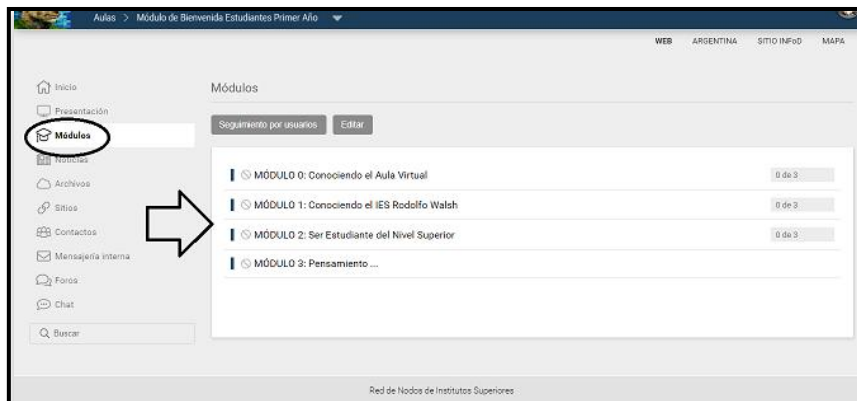 Aulas > Módulo de Bienvenida Estudiantes Primer Año
WEB ARGENTINA SITIO INFoD MAPA
Inicio
Presentación
Módulos
Noticias
Archivos
Sitios
Contactos
Mensajería interna
Foros
Chat
Buscar
Módulos
Seguimiento por usuarios Editar
MÓDULO 0: Conociendo el Aula Virtual 0 de 3
MÓDULO 1: Conociendo el IES Rodolfo Walsh 0 de 3
MÓDULO 2: Ser Estudiante del Nivel Superior 0 de 3
MÓDULO 3: Pensamiento ...
Red de Nodos de Institutos Superiores